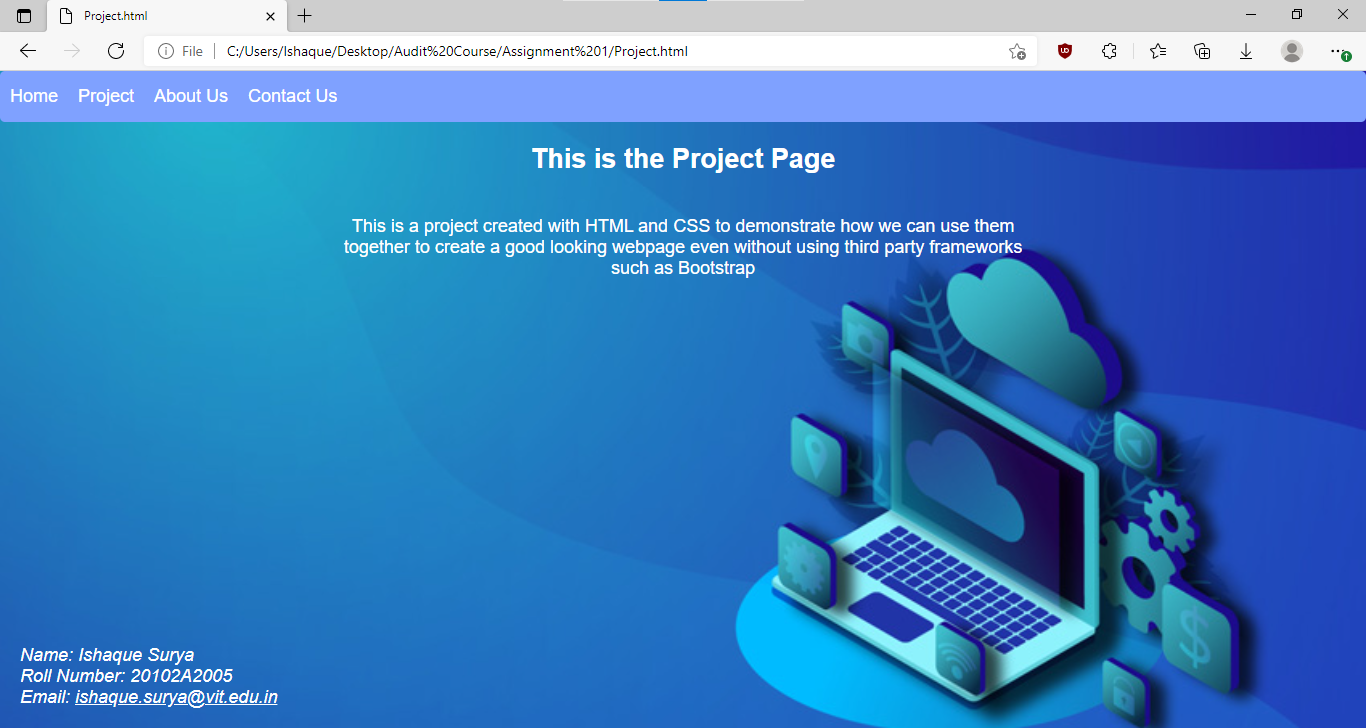 Project.html
File
C:/Users/Ishaque/Desktop/Audit%20Course/Assignment%201/Project.html
Home Project About Us Contact Us
This is the Project Page
This is a project created with HTML and CSS to demonstrate how we can use them
together to create a good looking webpage even without using third party frameworks
such as Bootstrap
$
Name: Ishaque Surya
Roll Number: 20102A2005
Email: ishaque.surya@vit.edu.in